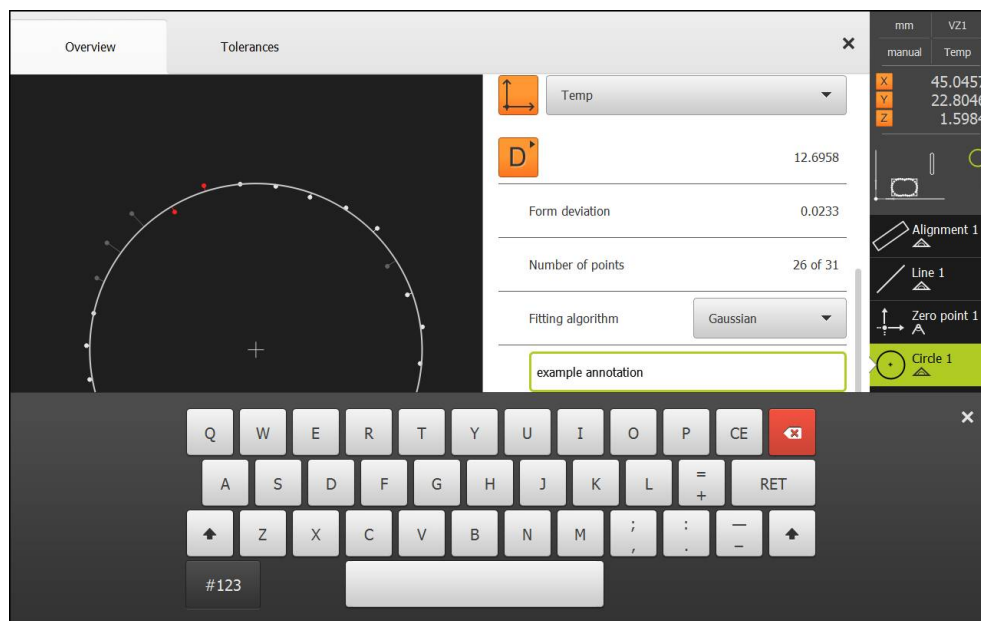 Overview
Tolerances
×
mm
VZ1
manual
Temp
X 45.0457
Y 22.8046
Z 1.5984
Temp
D 12.6958
Form deviation 0.0233
Number of points 26 of 31
Fitting algorithm Gaussian
example annotation
Alignment 1
Line 1
Zero point 1
Circle 1
×
Q W E R T Y U I O P CE
A S D F G H J K L = + RET
Z X C V B N M ; , : . — –
#123